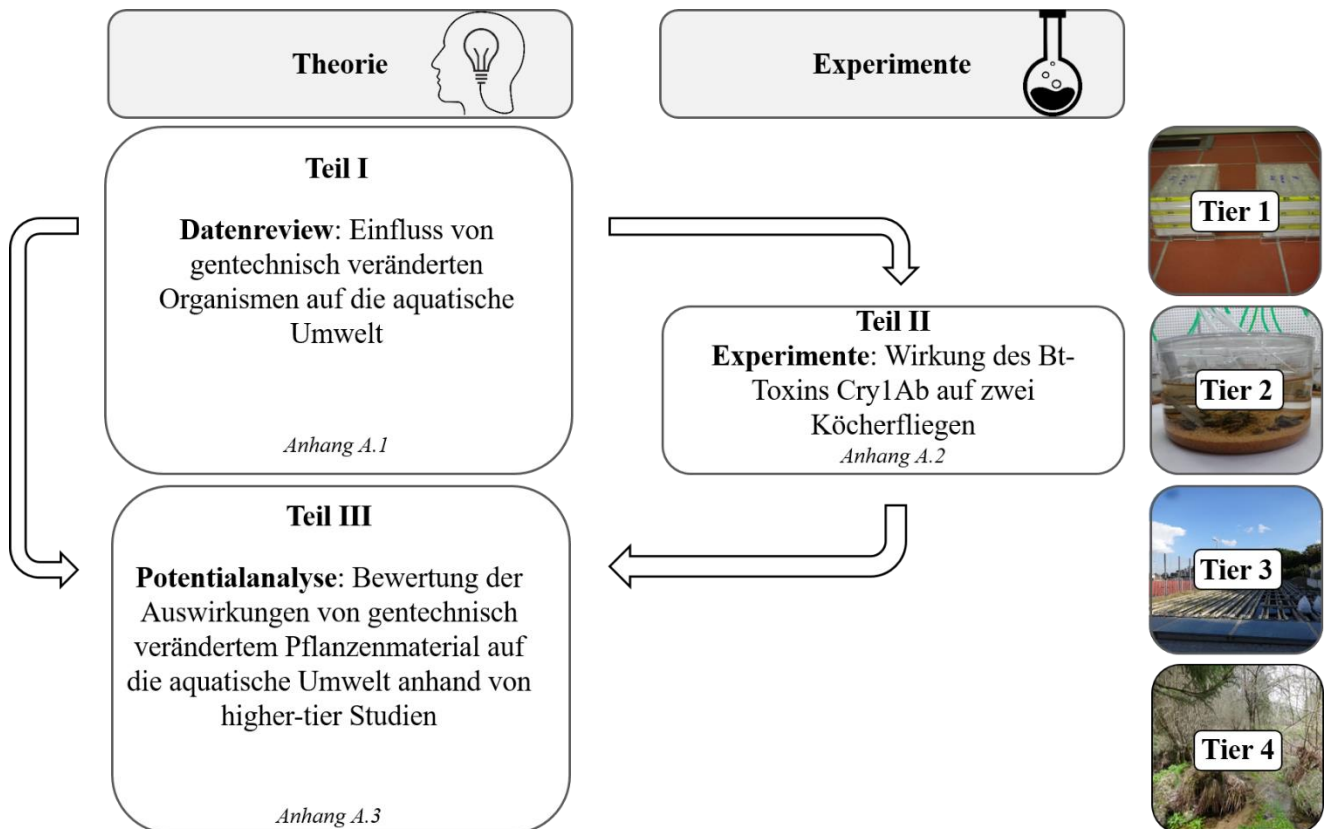 Theorie
Experimente
Teil I
Datenreview: Einfluss von
gentechnisch veränderten
Organismen auf die aquatische
Umwelt
Anhang A.1
Teil II
Experimente: Wirkung des Bt-
Toxins Cry1Ab auf zwei
Köcherfliegen
Anhang A.2
Teil III
Potentialanalyse: Bewertung der
Auswirkungen von gentechnisch
verändertem Pflanzenmaterial auf
die aquatische Umwelt anhand von
higher-tier Studien
Anhang A.3
Tier 1
Tier 2
Tier 3
Tier 4